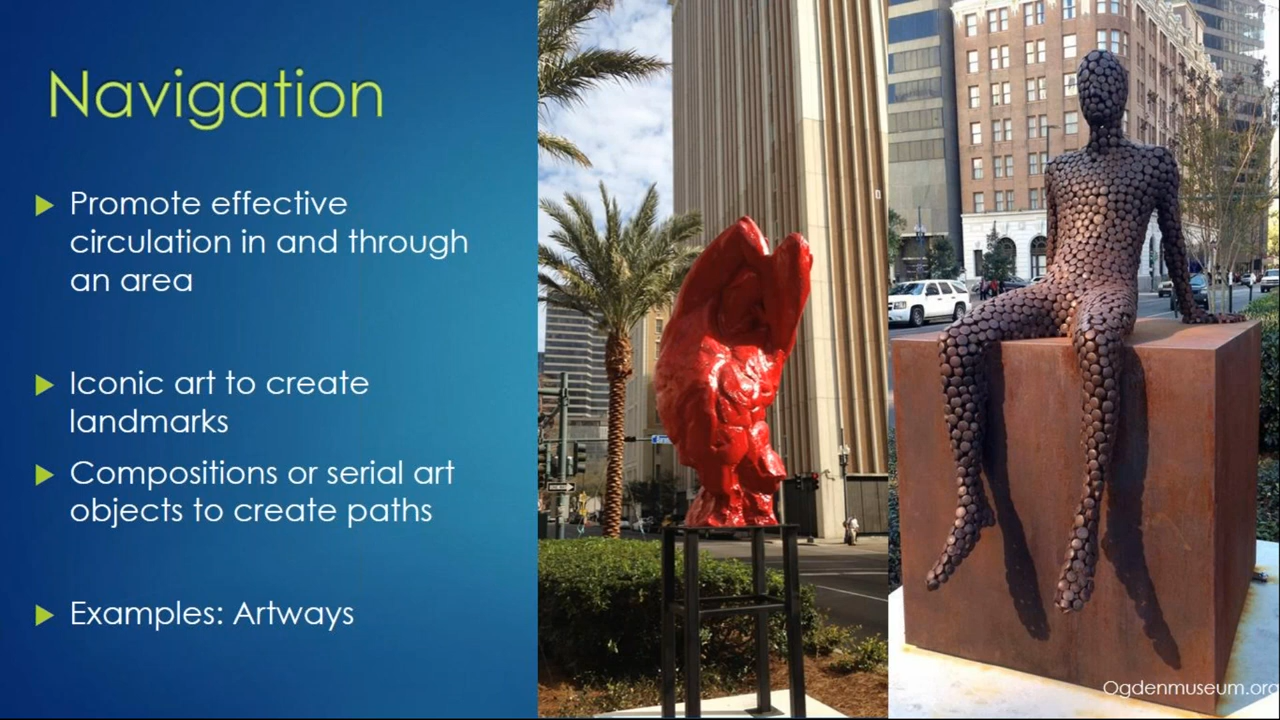 Navigation
Promote effective
circulation in and through
an area
Iconic art to create
landmarks
Compositions or serial art
objects to create paths
Examples: Artways
Ogdenmuseum.org